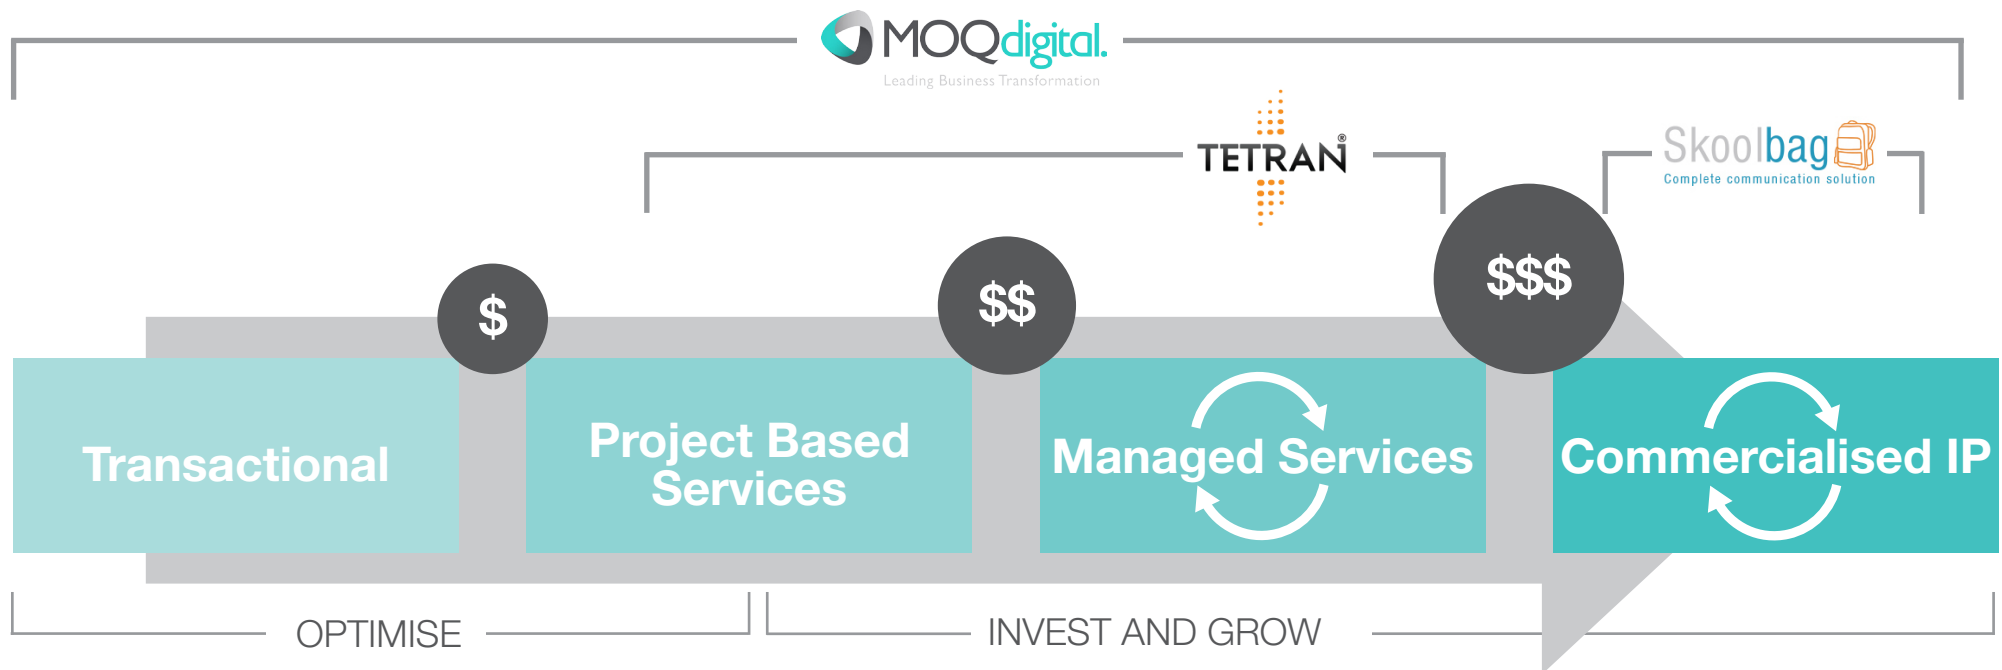 MOQdigital.
Leading Business Transformation
TETRAN®
Skoolbag
Complete communication solution
$
$$
$$$
Transactional
Project Based
Services
Managed Services
Commercialised IP
OPTIMISE
INVEST AND GROW